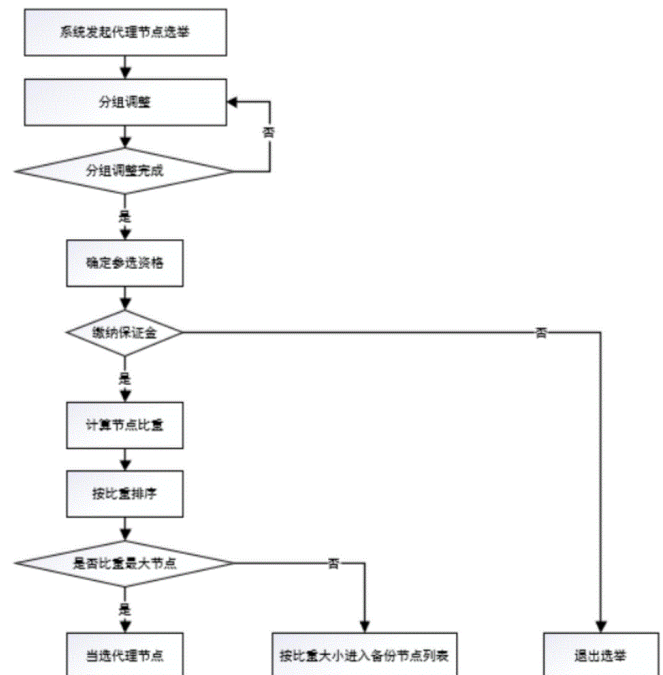 系统发起代理节点选举
分组调整
否
分组调整完成
是
确定参选资格
缴纳保证金
否
是
计算节点比重
按比重排序
是否比重最大节点
否
是
当选代理节点
按比重大小进入备份节点列表
退出选举